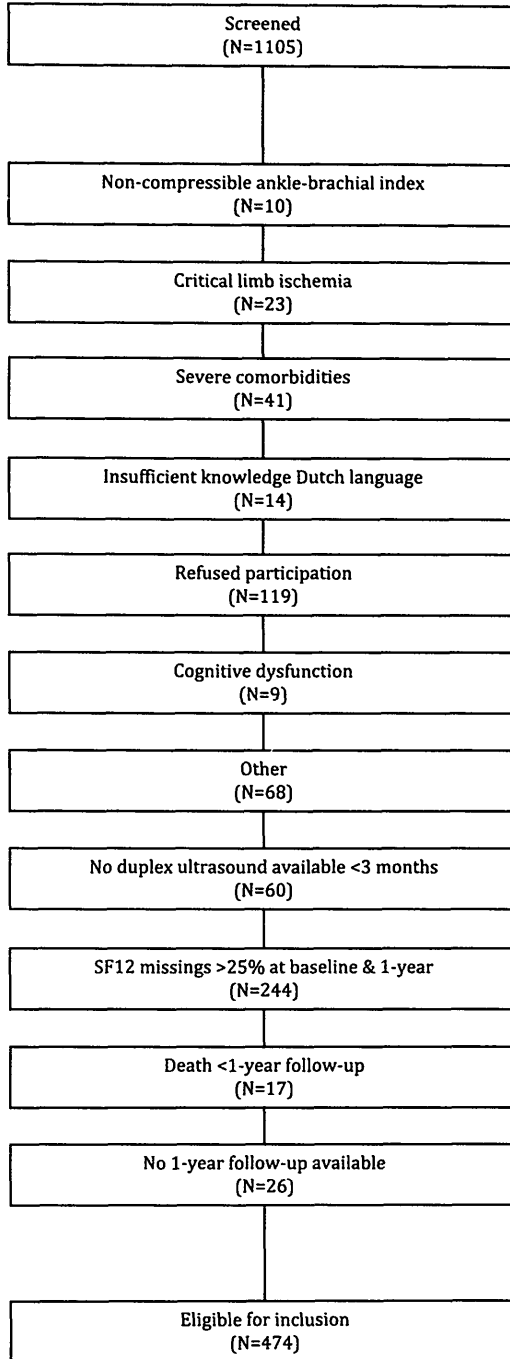 Screened
(N=1105)
Non-compressible ankle-brachial index
(N=10)
Critical limb ischemia
(N=23)
Severe comorbidities
(N=41)
Insufficient knowledge Dutch language
(N=14)
Refused participation
(N=119)
Cognitive dysfunction
(N=9)
Other
(N=68)
No duplex ultrasound available <3 months
(N=60)
SF12 missings >25% at baseline & 1-year
(N=244)
Death <1-year follow-up
(N=17)
No 1-year follow-up available
(N=26)
Eligible for inclusion
(N=474)